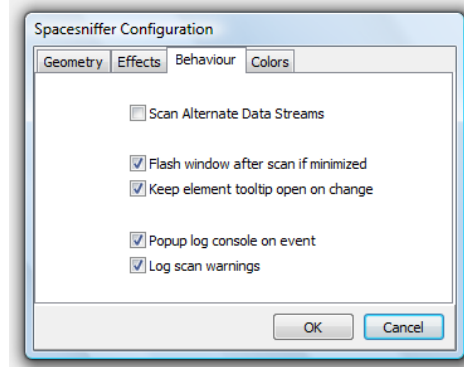 Spacesniffer Configuration
Geometry Effects Behaviour Colors
Scan Alternate Data Streams
Flash window after scan if minimized
Keep element tooltip open on change
Popup log console on event
Log scan warnings
OK Cancel